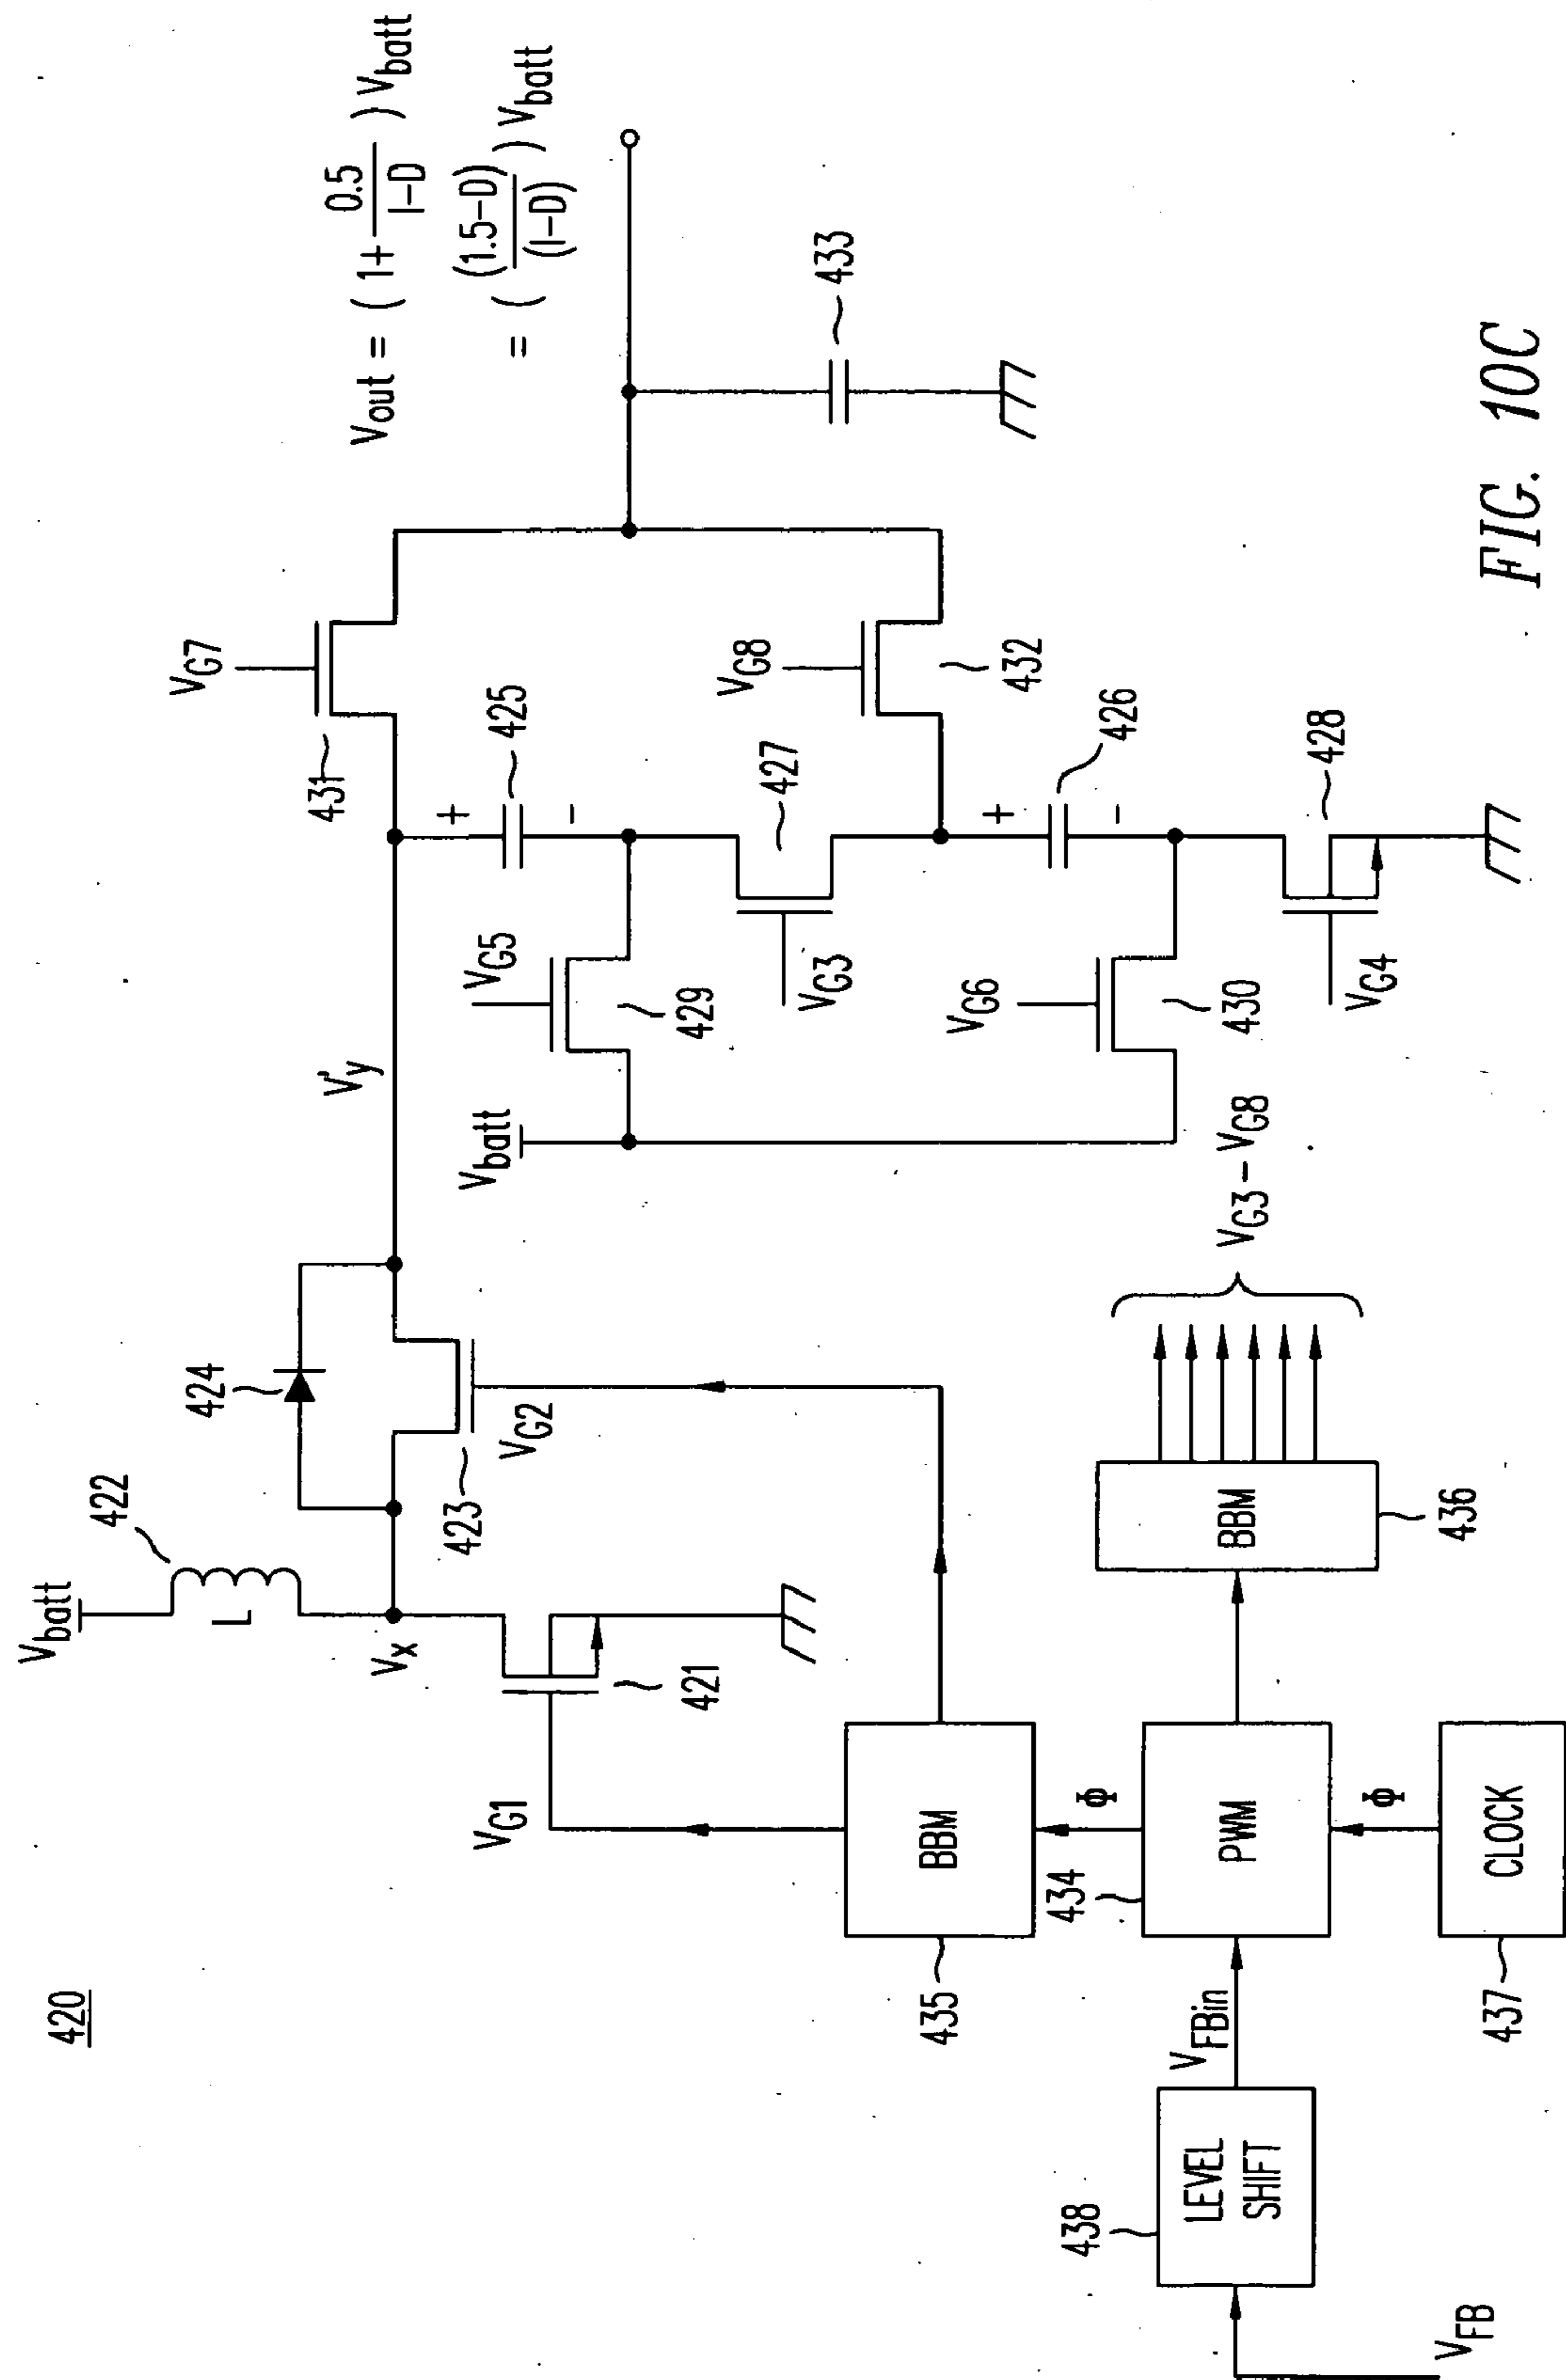 420
Vout = ( 1+ 0.5 / 1-D ) Vbatt
= ( (1.5-D) / (1-D) ) Vbatt
Vbatt
422
L
424
Vx
423
VG2
421
VG1
Vy
VG7
431
425
+
-
Vbatt
VG5
429
427
VG3
VG8
432
433
+
-
426
VG6
430
428
VG4
BBM
435
Φ
434
PWM
BBM
436
VG3-VG8
Φ
CLOCK
437
VFBin
438
LEVEL
SHIFT
VFB
FIG. 10C